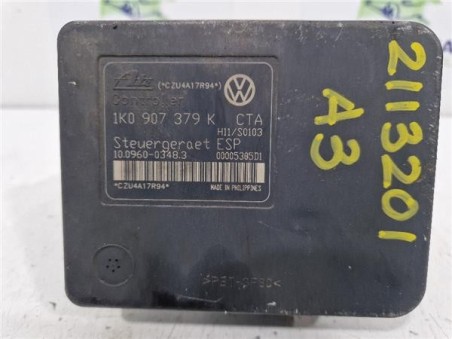 Ate (*CZU4A17R94*)
Controller
1K0 907 379 K CTA
H11/S0103
Steuergeraet ESP
10.0960-0348.3 00005305D1
*CZU4A17R94* MADE IN PHILIPPINES
2113201
A3